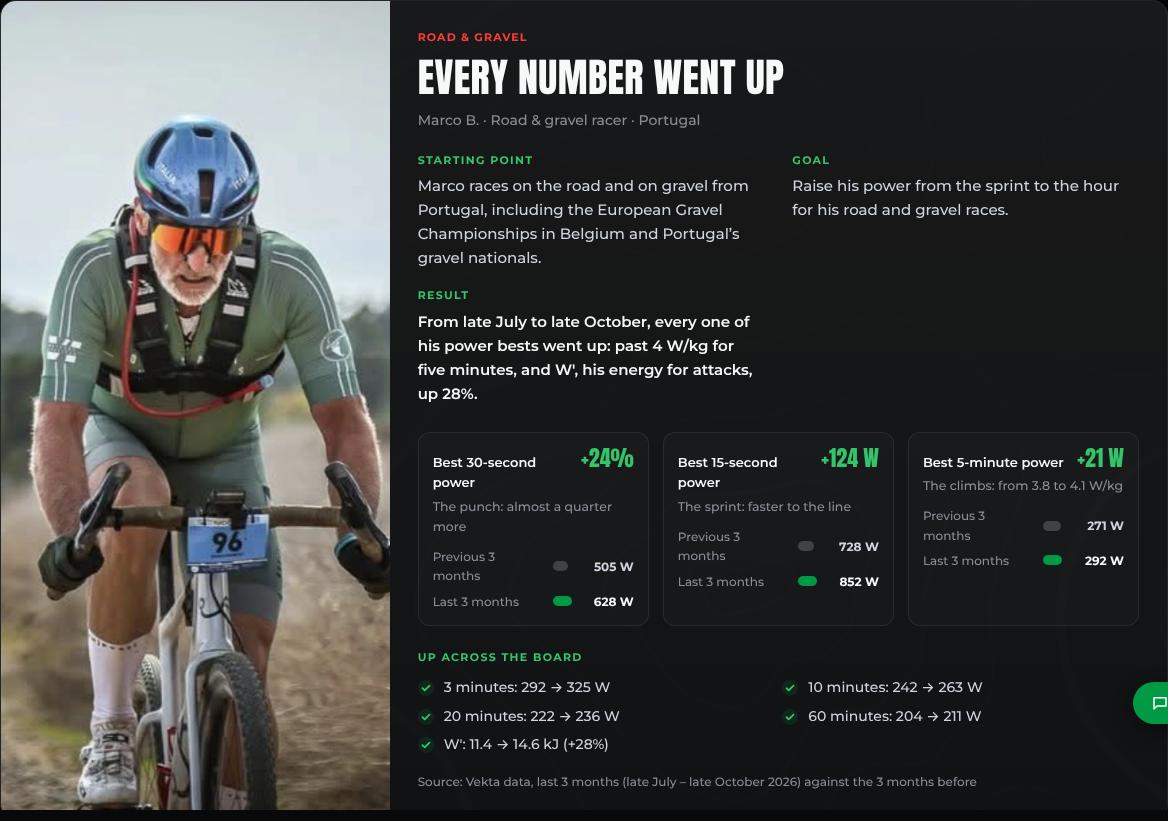 ROAD & GRAVEL
EVERY NUMBER WENT UP
Marco B. · Road & gravel racer · Portugal
STARTING POINT
Marco races on the road and on gravel from
Portugal, including the European Gravel
Championships in Belgium and Portugal’s
gravel nationals.
GOAL
Raise his power from the sprint to the hour
for his road and gravel races.
RESULT
From late July to late October, every one of
his power bests went up: past 4 W/kg for
five minutes, and W', his energy for attacks,
up 28%.
Best 30-second
power
+24%
The punch: almost a quarter
more
Previous 3
months
505 W
Last 3 months
628 W
Best 15-second
power
+124 W
The sprint: faster to the line
Previous 3
months
728 W
Last 3 months
852 W
Best 5-minute power
+21 W
The climbs: from 3.8 to 4.1 W/kg
Previous 3
months
271 W
Last 3 months
292 W
UP ACROSS THE BOARD
3 minutes: 292 → 325 W
10 minutes: 242 → 263 W
20 minutes: 222 → 236 W
60 minutes: 204 → 211 W
W': 11.4 → 14.6 kJ (+28%)
Source: Vekta data, last 3 months (late July – late October 2026) against the 3 months before
ITALIA
96